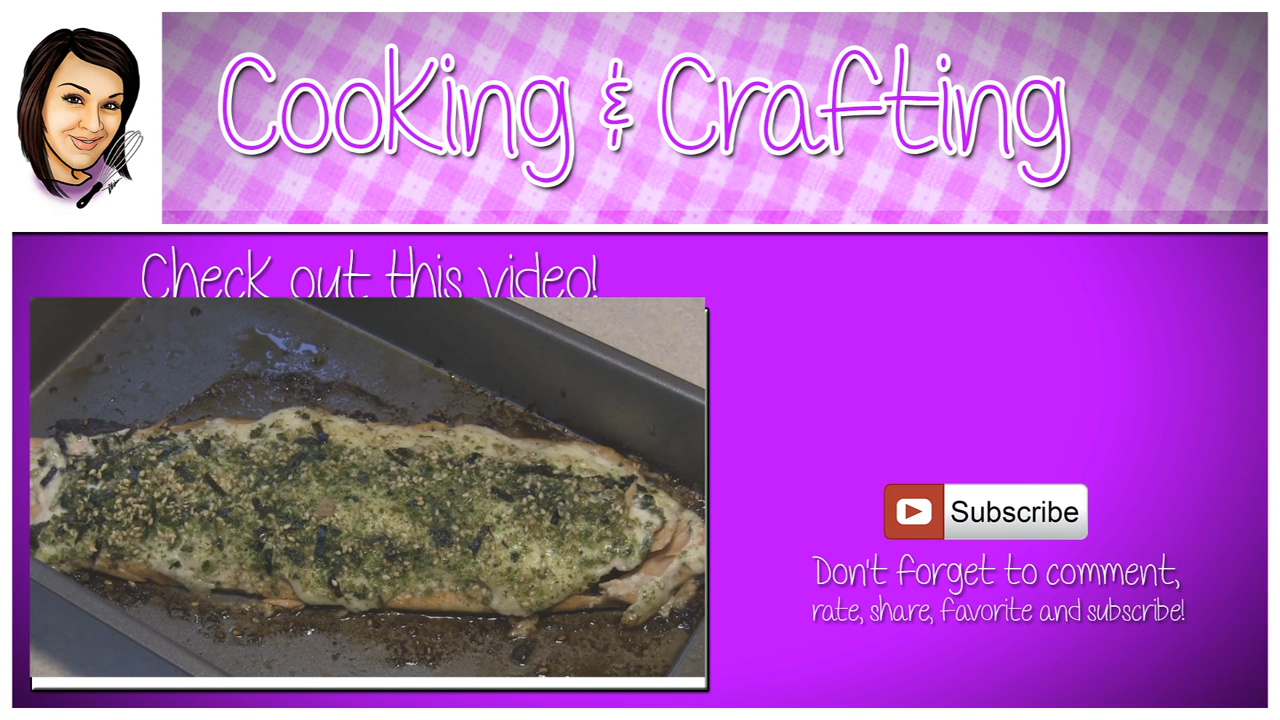 Cooking & Crafting
Check out this video!
Subscribe
Don't forget to comment,
rate, share, favorite and subscribe!